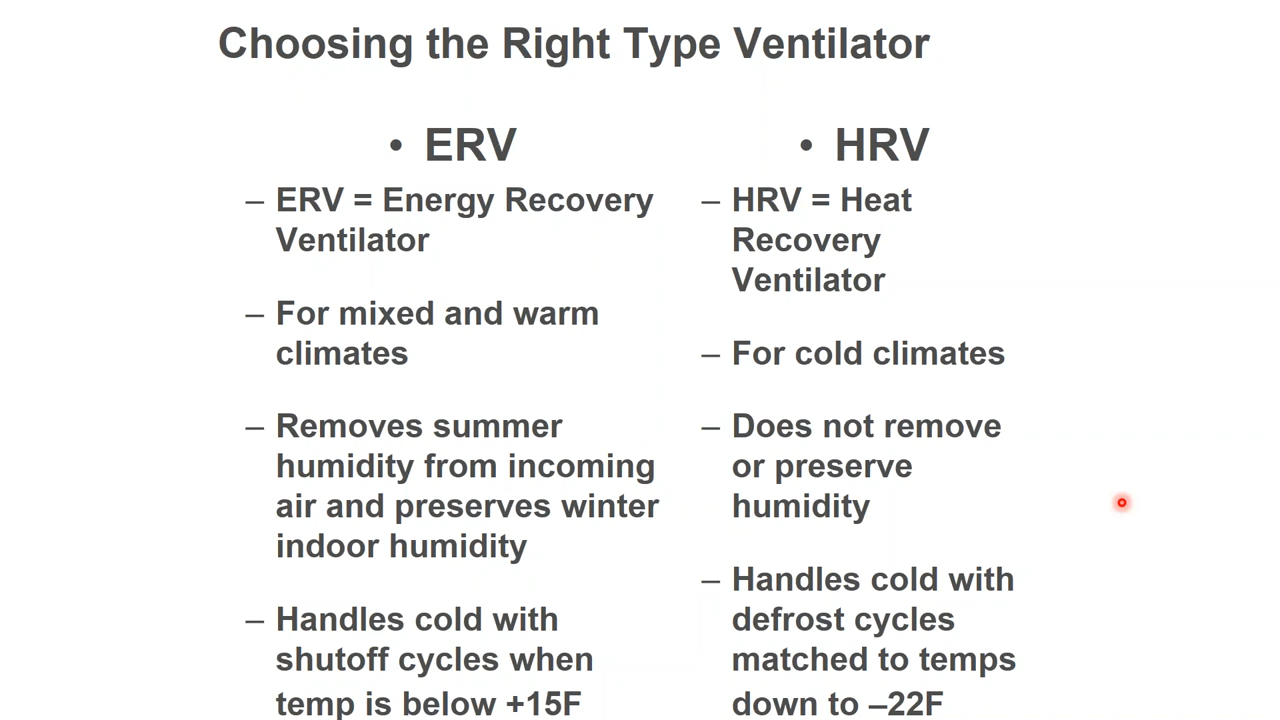 Choosing the Right Type Ventilator
• ERV
– ERV = Energy Recovery
Ventilator
– For mixed and warm
climates
– Removes summer
humidity from incoming
air and preserves winter
indoor humidity
– Handles cold with
shutoff cycles when
temp is below +15F
• HRV
– HRV = Heat
Recovery
Ventilator
– For cold climates
– Does not remove
or preserve
humidity
– Handles cold with
defrost cycles
matched to temps
down to –22F